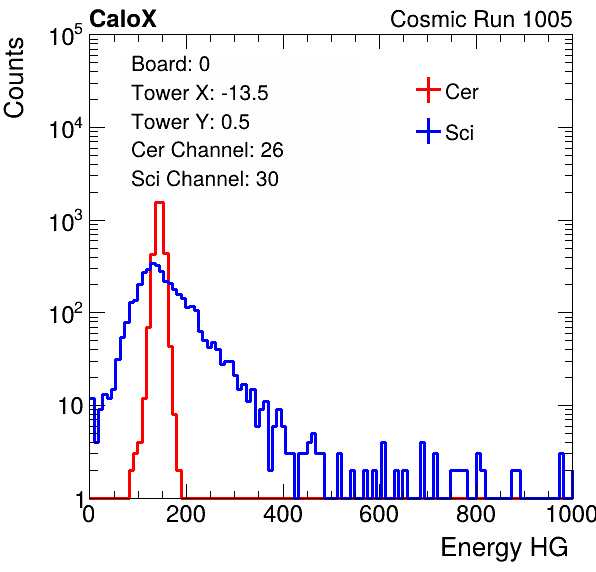 CaloX Cosmic Run 1005
Counts
Board: 0
Tower X: -13.5
Tower Y: 0.5
Cer Channel: 26
Sci Channel: 30
Cer
Sci
10^5
10^4
10^3
10^2
10
1
0 200 400 600 800 1000
Energy HG